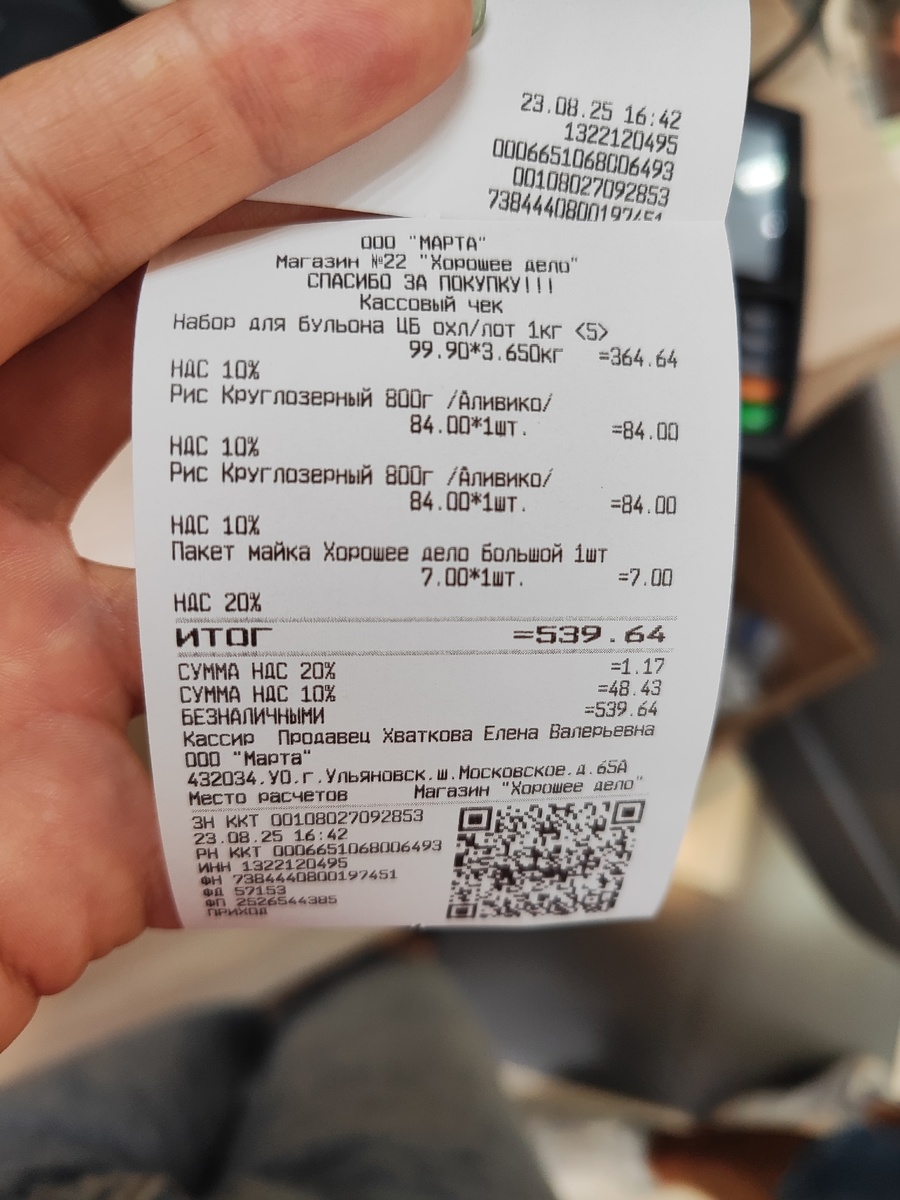 23.08.25 16:42
1322120495
0006651068006493
00108027092853
7384440800197451
ООО "МАРТА"
Магазин №22 "Хорошее дело"
СПАСИБО ЗА ПОКУПКУ!!!
Кассовый чек
Набор для бульона ЦБ охл/лот 1кг <5>
99.90*3.650кг =364.64
НДС 10%
Рис Круглозерный 800г /Аливико/
84.00*1шт. =84.00
НДС 10%
Рис Круглозерный 800г /Аливико/
84.00*1шт. =84.00
НДС 10%
Пакет майка Хорошее дело большой 1шт
7.00*1шт. =7.00
НДС 20%
ИТОГ =539.64
СУММА НДС 20% =1.17
СУММА НДС 10% =48.43
БЕЗНАЛИЧНЫМИ =539.64
Кассир Продавец Хваткова Елена Валерьевна
ООО "Марта"
432034.УО.г.Ульяновск.ш.Московское.д.65А
Место расчетов Магазин "Хорошее дело"
ЗН ККТ 00108027092853
23.08.25 16:42
РН ККТ 0006651068006493
ИНН 1322120495
ФН 7384440800197451
ФД 57153
ФП 2526544385
ПРИХОД